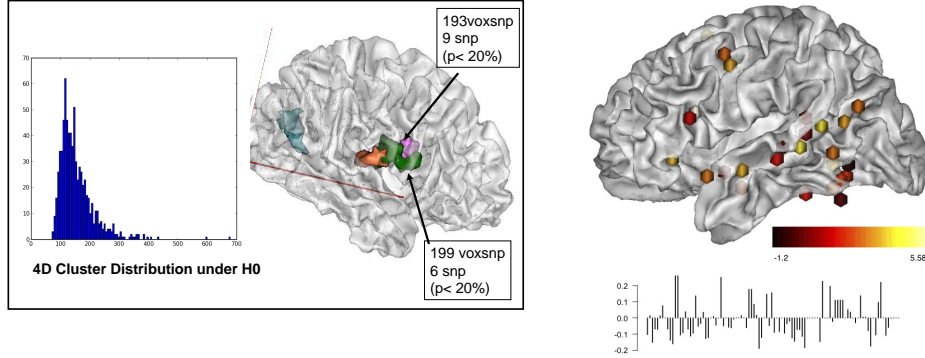 193voxsnp
9 snp
(p< 20%)
70
60
50
40
30
20
10
0
0 100 200 300 400 500 600 700
4D Cluster Distribution under H0
199 voxsnp
6 snp
(p< 20%)
-1.2 5.58
0.2
0.1
0.0
-0.1
-0.2